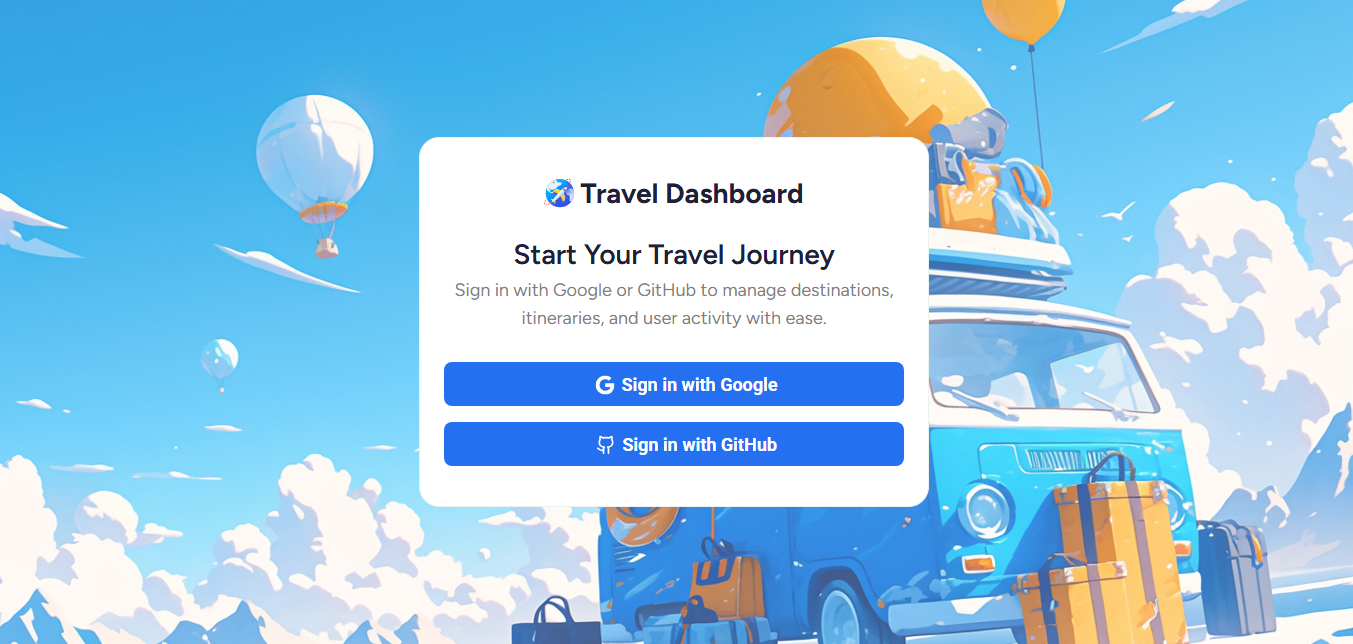 Travel Dashboard
Start Your Travel Journey
Sign in with Google or GitHub to manage destinations,
itineraries, and user activity with ease.
Sign in with Google
Sign in with GitHub